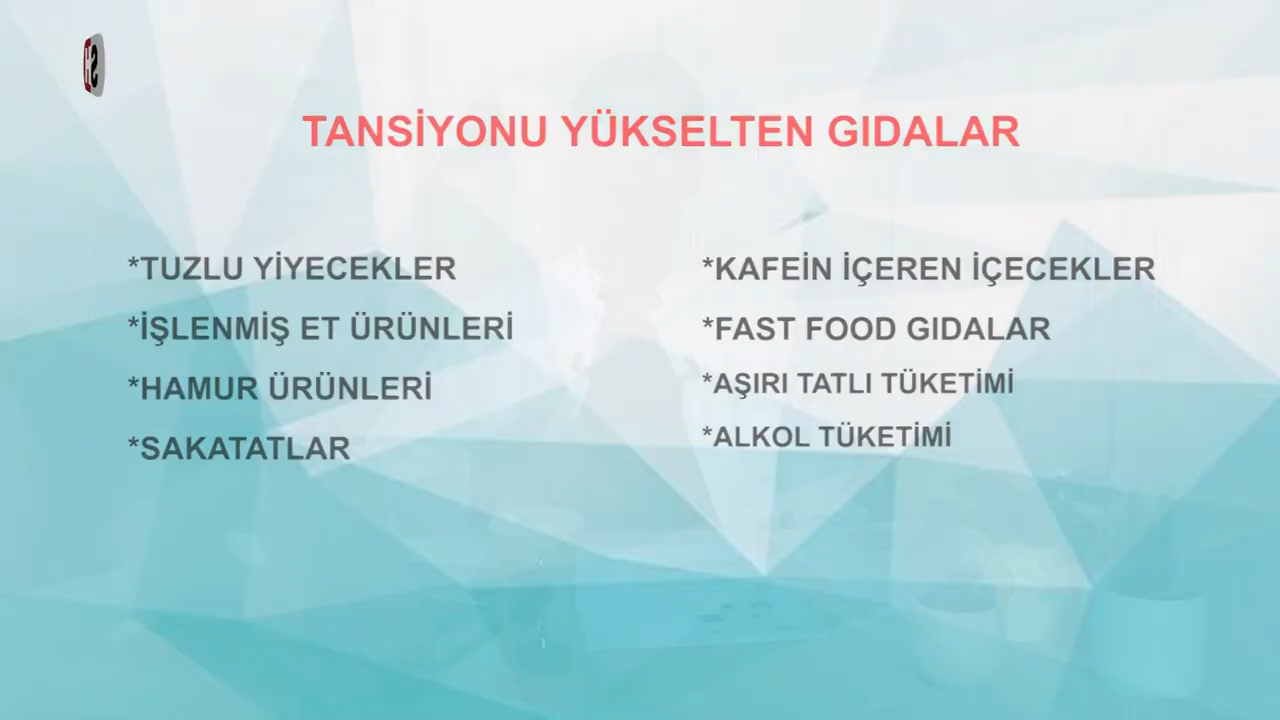 TANSİYONU YÜKSELTEN GIDALAR
*TUZLU YİYECEKLER
*İŞLENMİŞ ET ÜRÜNLERİ
*HAMUR ÜRÜNLERİ
*SAKATATLAR
*KAFEİN İÇEREN İÇECEKLER
*FAST FOOD GIDALAR
*AŞIRI TATLI TÜKETİMİ
*ALKOL TÜKETİMİ